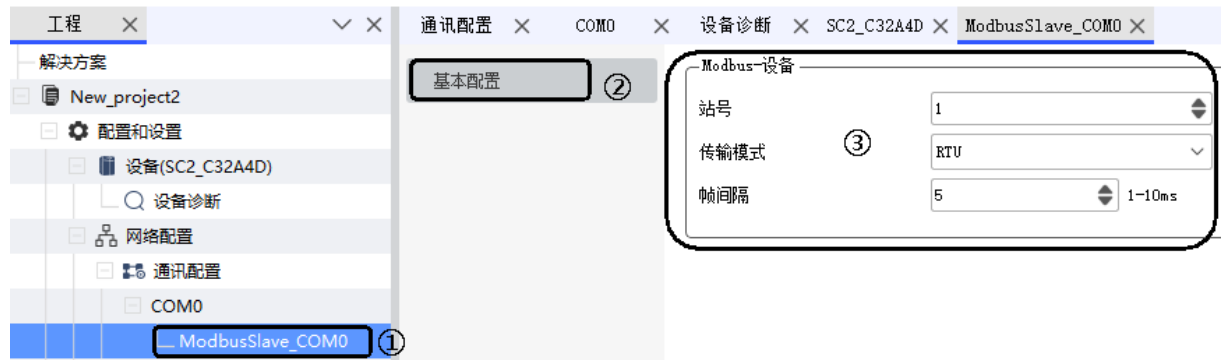 工程
通讯配置
COM0
设备诊断
SC2_C32A4D
ModbusSlave_COM0
解决方案
New_project2
配置和设置
设备(SC2_C32A4D)
设备诊断
网络配置
通讯配置
COM0
ModbusSlave_COM0
①
基本配置
②
Modbus-设备
站号
1
③
传输模式
RTU
帧间隔
5
1-10ms